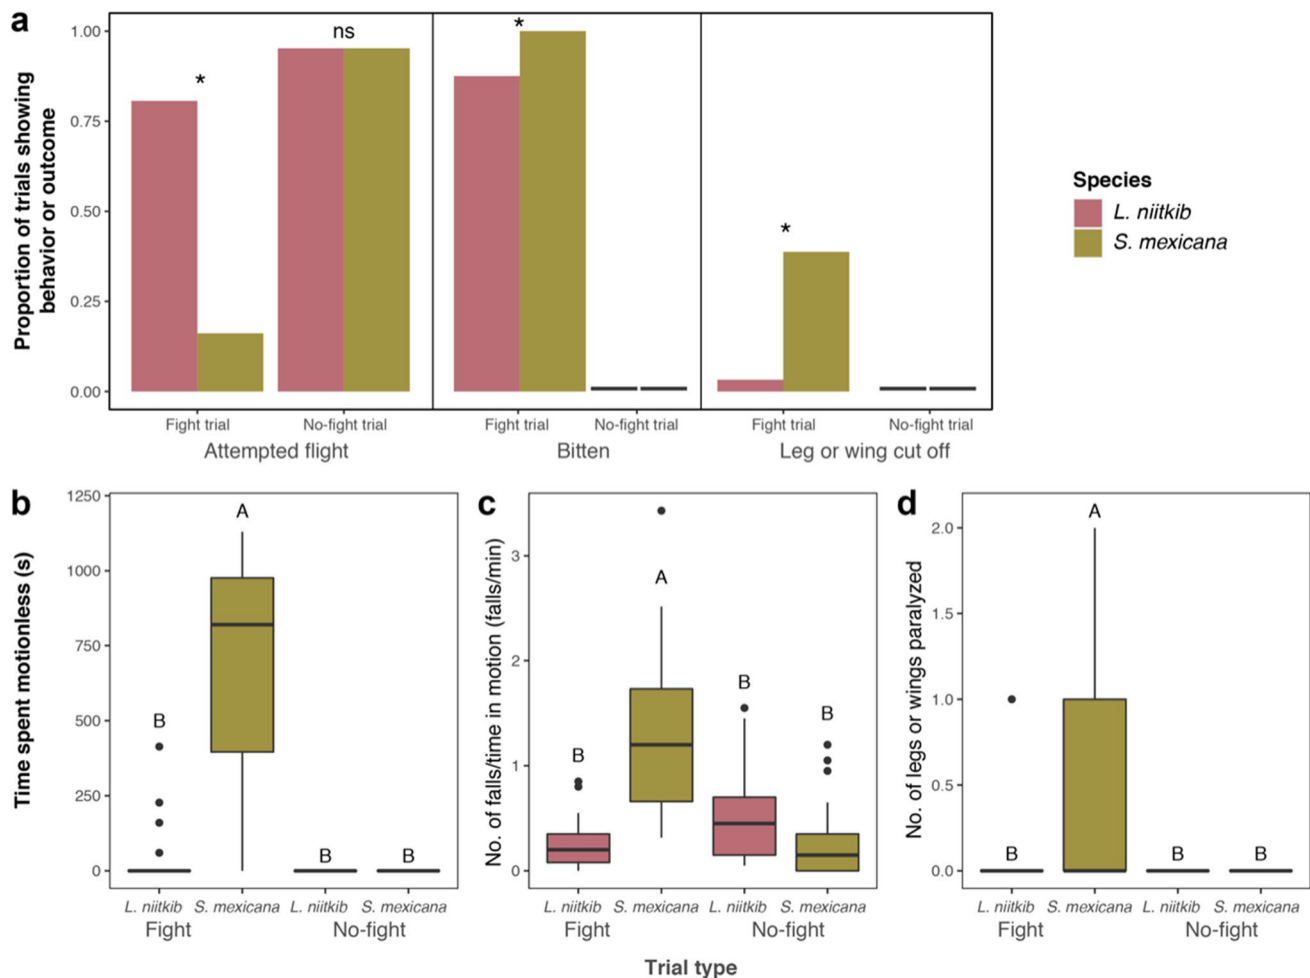 a
Proportion of trials showing
behavior or outcome
1.00
0.75
0.50
0.25
0.00
*
ns
*
*
Fight trial
No-fight trial
Fight trial
No-fight trial
Fight trial
No-fight trial
Attempted flight
Bitten
Leg or wing cut off
Species
L. niitkib
S. mexicana
b
Time spent motionless (s)
1250
1000
750
500
250
0
B
A
B
B
L. niitkib
S. mexicana
L. niitkib
S. mexicana
Fight
No-fight
c
No. of falls/time in motion (falls/min)
3
2
1
0
B
A
B
B
L. niitkib
S. mexicana
L. niitkib
S. mexicana
Fight
No-fight
d
No. of legs or wings paralyzed
2.0
1.5
1.0
0.5
0.0
B
A
B
B
L. niitkib
S. mexicana
L. niitkib
S. mexicana
Fight
No-fight
Trial type